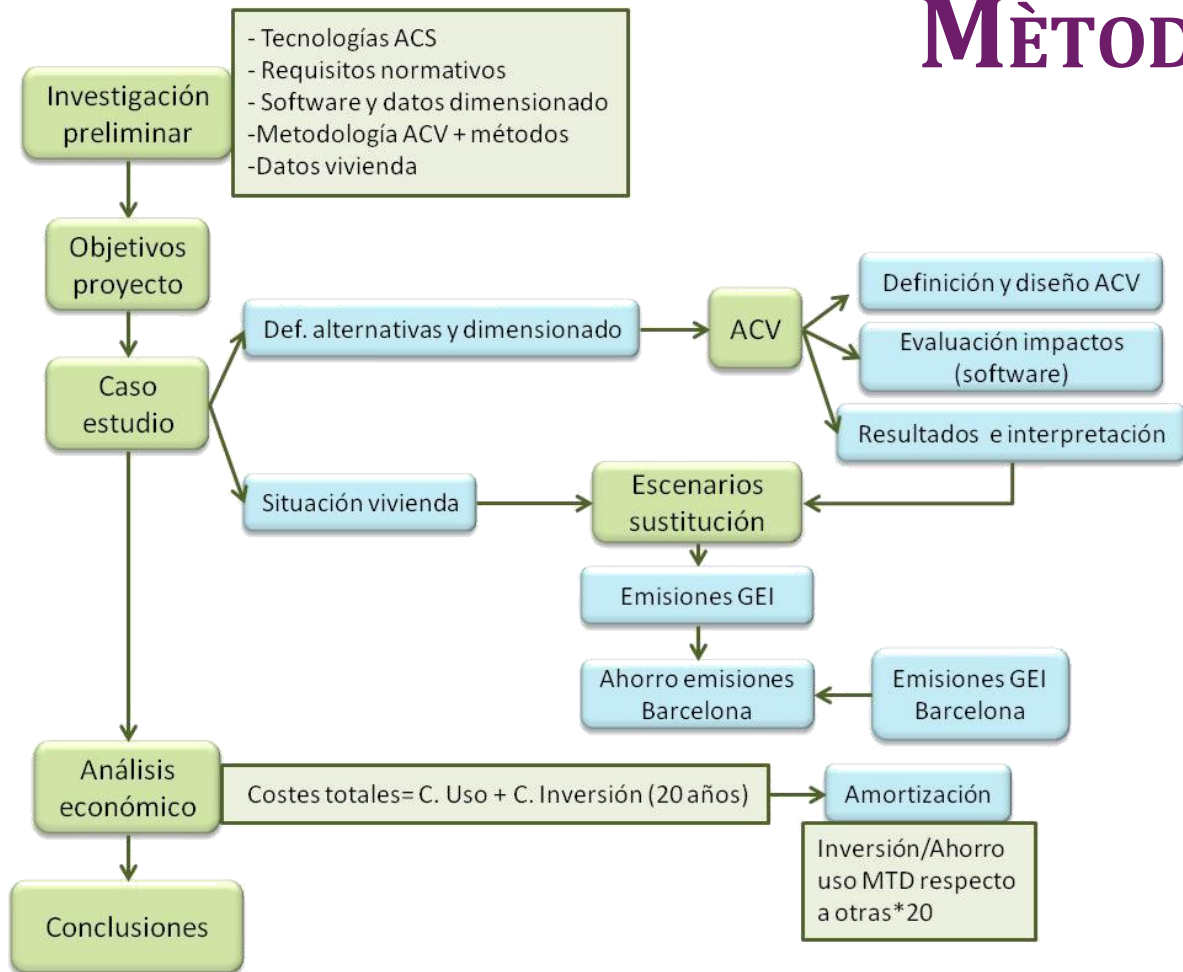 MÈTOD
Investigación
preliminar
- Tecnologías ACS
- Requisitos normativos
- Software y datos dimensionado
-Metodología ACV + métodos
-Datos vivienda
Objetivos
proyecto
Caso
estudio
Def. alternativas y dimensionado
ACV
Definición y diseño ACV
Evaluación impactos
(software)
Resultados e interpretación
Situación vivienda
Escenarios
sustitución
Emisiones GEI
Ahorro emisiones
Barcelona
Emisiones GEI
Barcelona
Análisis
económico
Costes totales= C. Uso + C. Inversión (20 años)
Amortización
Inversión/Ahorro
uso MTD respecto
a otras*20
Conclusiones